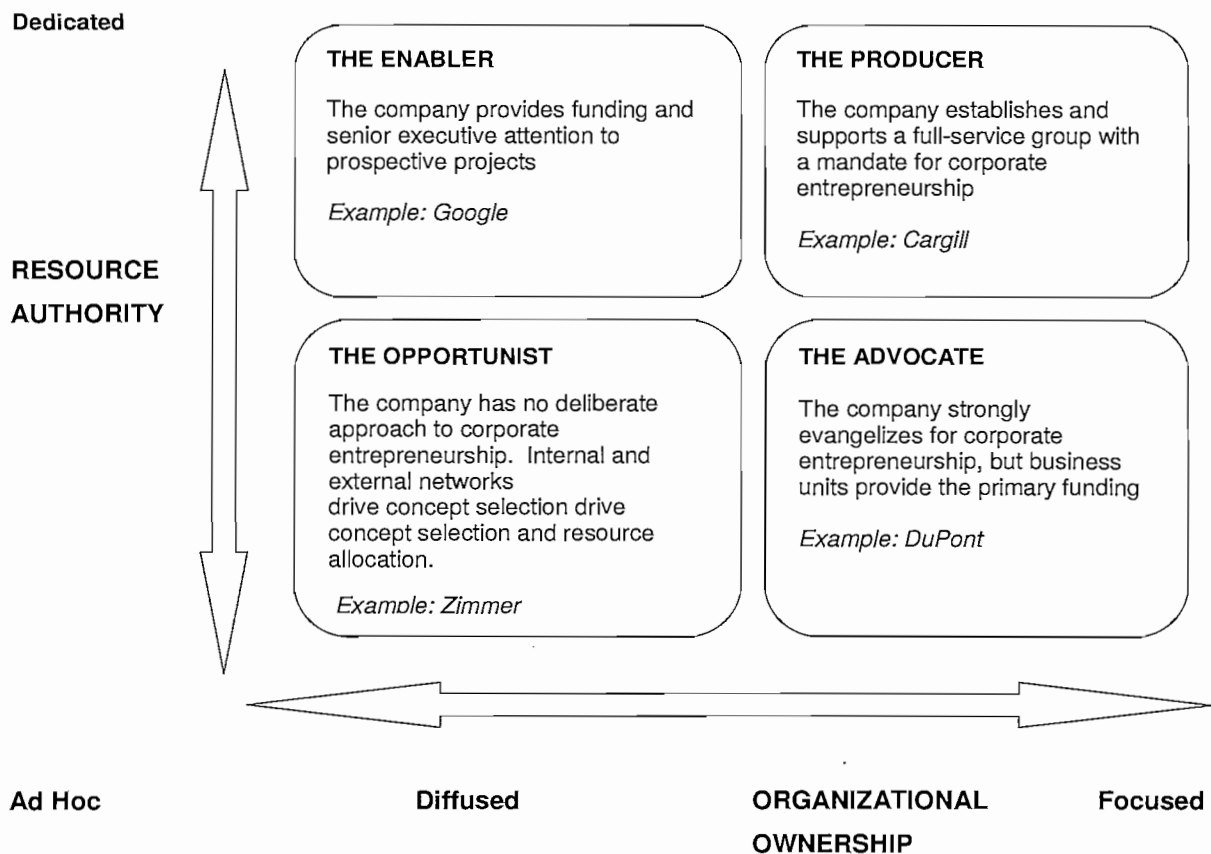 Dedicated
THE ENABLER
The company provides funding and
senior executive attention to
prospective projects
Example: Google
THE PRODUCER
The company establishes and
supports a full-service group with
a mandate for corporate
entrepreneurship
Example: Cargill
RESOURCE
AUTHORITY
THE OPPORTUNIST
The company has no deliberate
approach to corporate
entrepreneurship. Internal and
external networks
drive concept selection drive
concept selection and resource
allocation.
Example: Zimmer
THE ADVOCATE
The company strongly
evangelizes for corporate
entrepreneurship, but business
units provide the primary funding
Example: DuPont
Ad Hoc
Diffused
ORGANIZATIONAL
OWNERSHIP
Focused